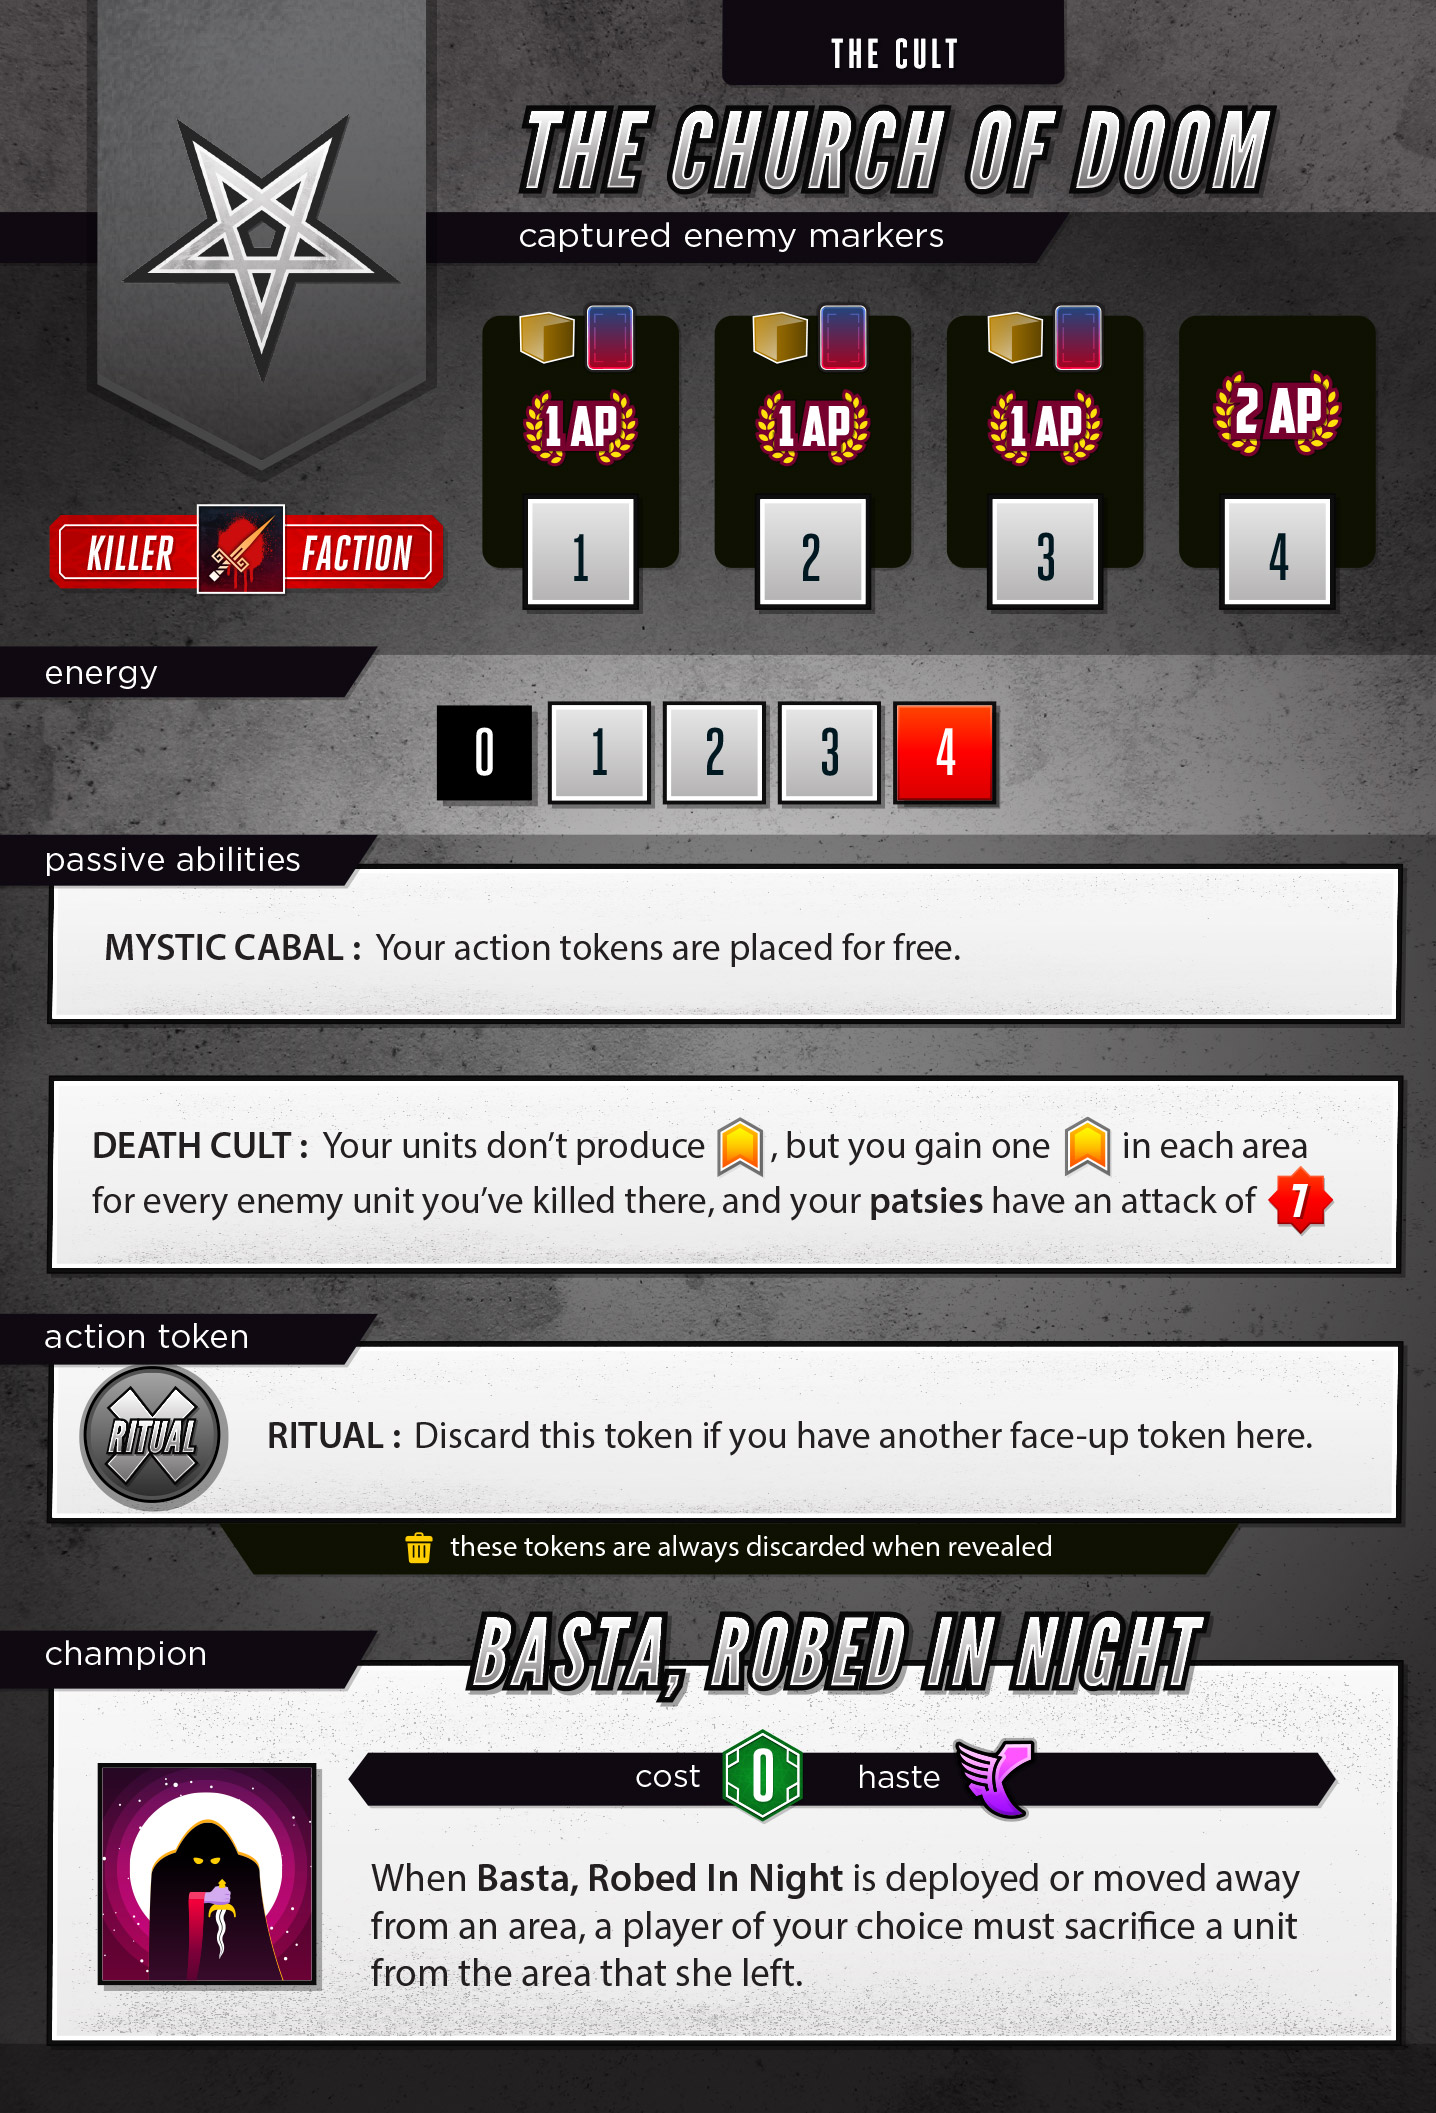 THE CULT
THE CHURCH OF DOOM
captured enemy markers
1 AP
1 AP
1 AP
2 AP
1
2
3
4
KILLER FACTION
energy
0
1
2
3
4
passive abilities
MYSTIC CABAL : Your action tokens are placed for free.
DEATH CULT : Your units don't produce , but you gain one in each area
for every enemy unit you've killed there, and your patsies have an attack of 7
action token
RITUAL
RITUAL : Discard this token if you have another face-up token here.
these tokens are always discarded when revealed
champion
BASTA, ROBED IN NIGHT
cost 0 haste
When Basta, Robed In Night is deployed or moved away
from an area, a player of your choice must sacrifice a unit
from the area that she left.